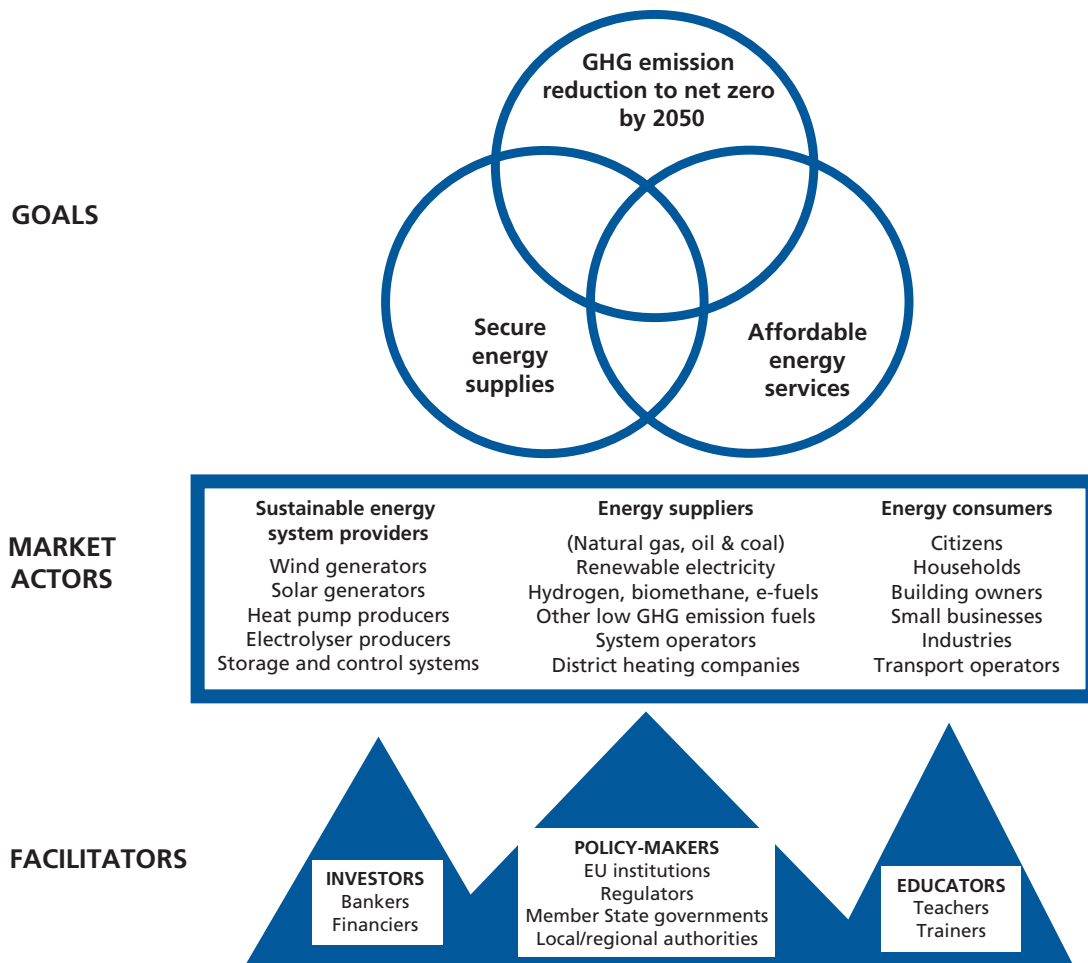 GOALS
GHG emission
reduction to net zero
by 2050
Secure
energy
supplies
Affordable
energy
services
MARKET
ACTORS
Sustainable energy
system providers
Wind generators
Solar generators
Heat pump producers
Electrolyser producers
Storage and control systems
Energy suppliers
(Natural gas, oil & coal)
Renewable electricity
Hydrogen, biomethane, e-fuels
Other low GHG emission fuels
System operators
District heating companies
Energy consumers
Citizens
Households
Building owners
Small businesses
Industries
Transport operators
FACILITATORS
INVESTORS
Bankers
Financiers
POLICY-MAKERS
EU institutions
Regulators
Member State governments
Local/regional authorities
EDUCATORS
Teachers
Trainers